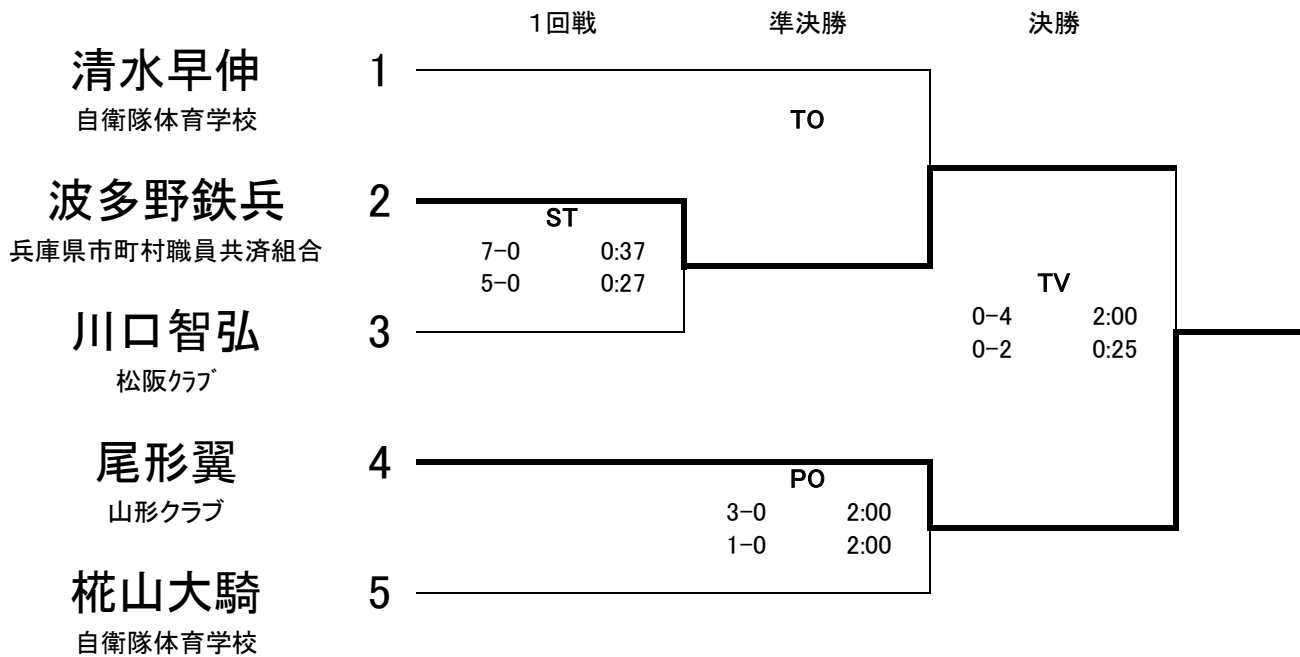 1回戦 準決勝 決勝
清水早伸 1
自衛隊体育学校
TO
波多野鉄兵 2
兵庫県市町村職員共済組合
ST
7-0 0:37
5-0 0:27
TV
0-4 2:00
0-2 0:25
川口智弘 3
松阪ｸﾗﾌﾞ
尾形翼 4
山形クラブ
PO
3-0 2:00
1-0 2:00
椛山大騎 5
自衛隊体育学校